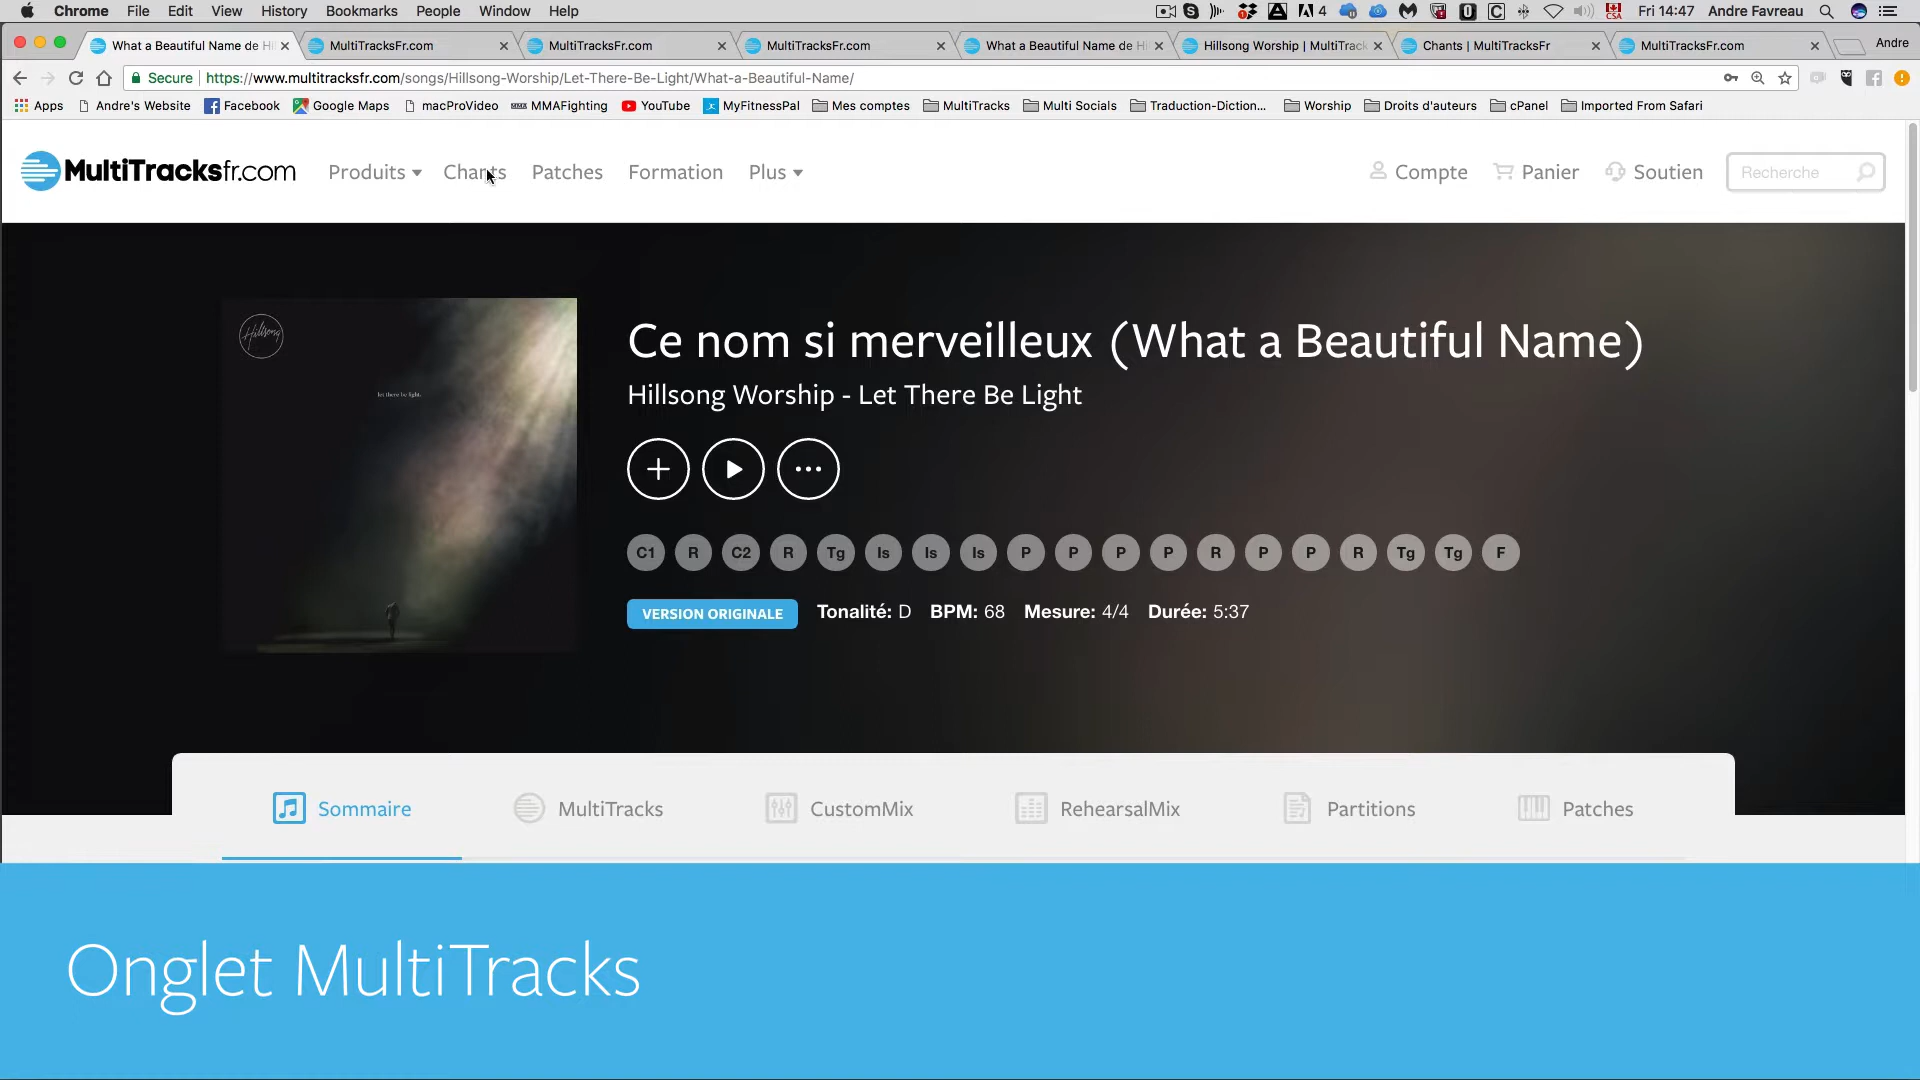 Chrome File Edit View History Bookmarks People Window Help 4 Fri 14:47 Andre Favreau
What a Beautiful Name de Hi MultiTracksFr.com MultiTracksFr.com MultiTracksFr.com What a Beautiful Name de Hi Hillsong Worship | MultiTrack Chants | MultiTracksFr MultiTracksFr.com Andre
Secure https://www.multitracksfr.com/songs/Hillsong-Worship/Let-There-Be-Light/What-a-Beautiful-Name/
Apps Andre's Website Facebook Google Maps macProVideo MMAFighting YouTube MyFitnessPal Mes comptes MultiTracks Multi Socials Traduction-Diction... Worship Droits d'auteurs cPanel Imported From Safari
MultiTracksfr.com Produits Chants Patches Formation Plus Compte Panier Soutien Recherche
Hillsong
let there be light.
Ce nom si merveilleux (What a Beautiful Name)
Hillsong Worship - Let There Be Light
C1 R C2 R Tg Is Is Is P P P P R P P R Tg Tg F
VERSION ORIGINALE Tonalité: D BPM: 68 Mesure: 4/4 Durée: 5:37
Sommaire MultiTracks CustomMix RehearsalMix Partitions Patches
Onglet MultiTracks